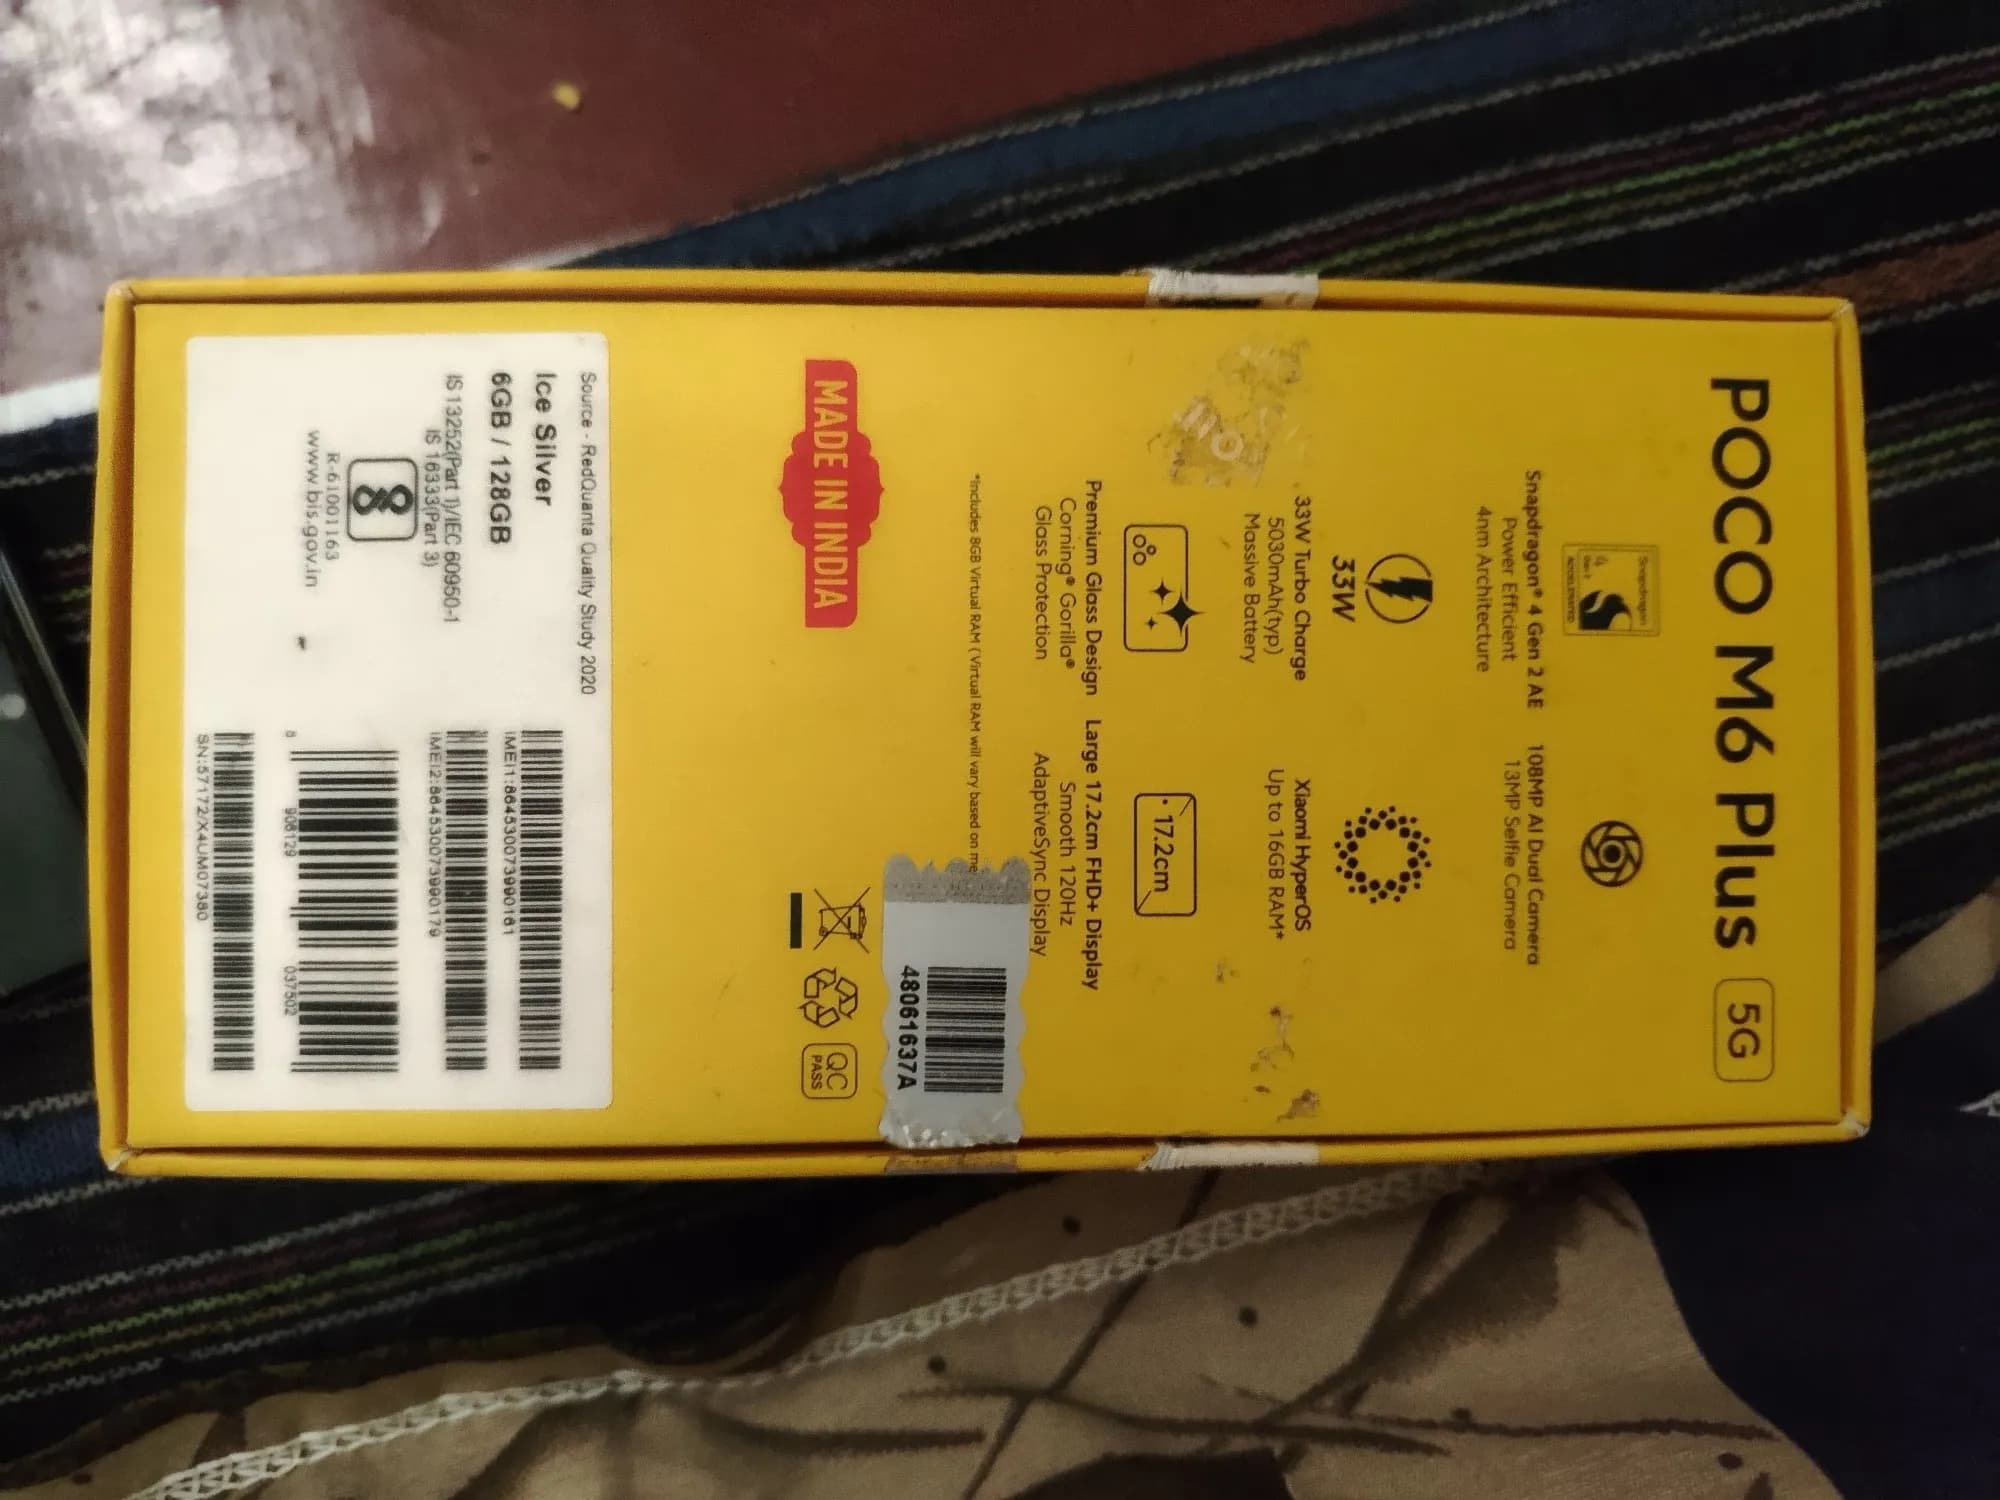 POCO M6 Plus 5G
Snapdragon
4
Snapdragon® 4 Gen 2 AE
Power Efficient
4nm Architecture
108MP AI Dual Camera
13MP Selfie Camera
33W
33W Turbo Charge
5030mAh(typ)
Massive Battery
Xiaomi HyperOS
Up to 16GB RAM*
Premium Glass Design
Corning® Gorilla®
Glass Protection
17.2cm
Large 17.2cm FHD+ Display
Smooth 120Hz
AdaptiveSync Display
*Includes 8GB Virtual RAM (Virtual RAM will vary based on
48061637A
MADE IN INDIA
QC
PASS
Source - RedQuanta Quality Study 2020
Ice Silver
6GB / 128GB
IS 13252(Part 1)/IEC 60950-1
IS 16333(Part 3)
R-61001163
www.bis.gov.in
IMEI1:864530073990161
IMEI2:864530073990179
8 906129 037502
SN:57172/X4UM07380